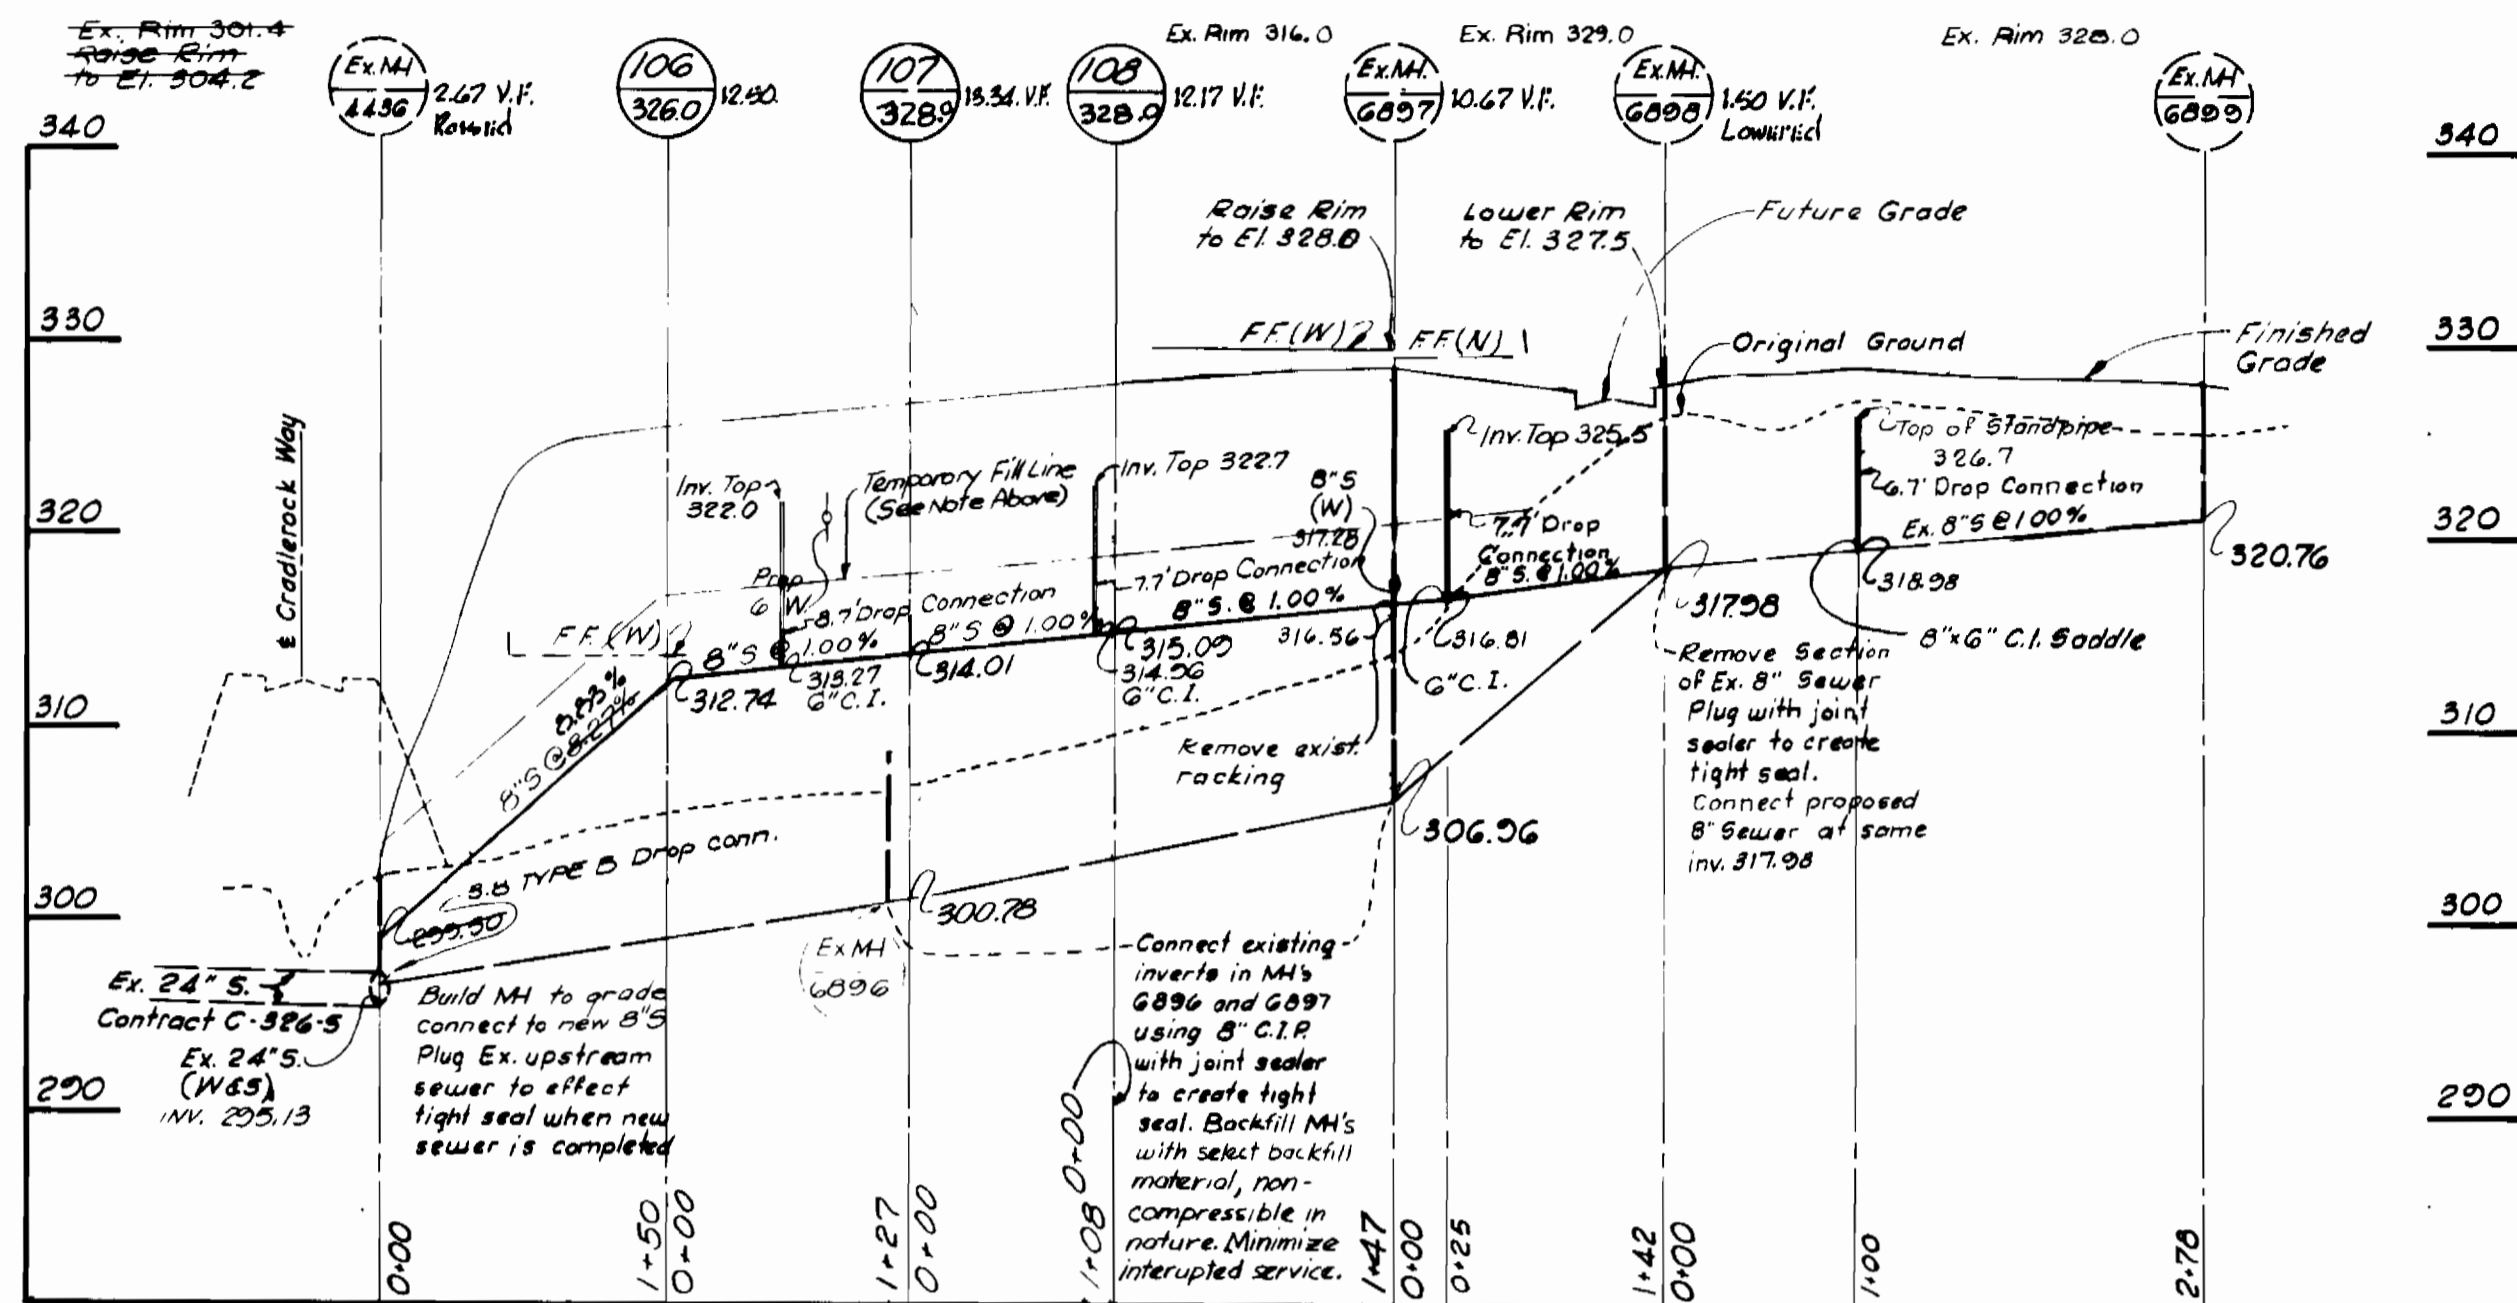 Ex. Rim 301.4
Raise Rim
to El. 304.2
Ex. MH
4436
2.67 V.F.
Raised
106
326.0
12.50
107
328.9
13.34 V.F.
108
328.9
12.17 V.F.
Ex. Rim 316.0
Ex. MH.
6897
10.67 V.F.
Ex. Rim 329.0
Ex. MH.
6898
1.50 V.F.
Lowered
Ex. Rim 328.0
Ex. MH
6899
340
340
Raise Rim
to El. 328.0
Lower Rim
to El. 327.5
Future Grade
330
330
F.F. (W)
F.F. (N)
Original Ground
Finished
Grade
₠ Cradlerock Way
Inv. Top
322.0
Temporary Fill Line
(See Note Above)
Inv. Top 322.7
8"S
(W)
317.28
Inv. Top 325.5
Top of Standpipe
326.7
6.7' Drop Connection
Ex. 8"S @ 1.00%
320
320
7.7' Drop
Connection
8"S. @ 1.00%
320.76
Prop
6 W
8.7' Drop Connection
7.7' Drop Connection
8"S. @ 1.00%
318.98
317.98
8"x6" C.I. Saddle
F.F. (W)
8"S @ 1.00%
8"S @ 1.00%
315.09
314.96
6"C.I.
316.56
316.81
6"C.I.
312.74
313.27
6"C.I.
314.01
310
310
8"S @ 8.27%
Remove exist.
racking
Remove Section
of Ex. 8" Sewer
Plug with joint
sealer to create
tight seal.
Connect proposed
8" Sewer at same
inv. 317.98
306.96
3.8 TYPE B Drop conn.
299.50
300
300
300.78
Ex MH
6896
Ex. 24" S.
Contract C-326-S
Ex. 24"S.
(W&S)
INV. 295.13
Build MH to grade
connect to new 8"S
Plug Ex. upstream
sewer to effect
tight seal when new
sewer is completed
Connect existing
inverts in MH's
6896 and 6897
using 8" C.I.P.
with joint sealer
to create tight
seal. Backfill MH's
with select backfill
material, non-
compressible in
nature. Minimize
interupted service.
290
290
0+00
1+50
0+00
1+27
0+00
1+08
0+00
1+47
0+00
0+25
1+42
0+00
1+00
2+78